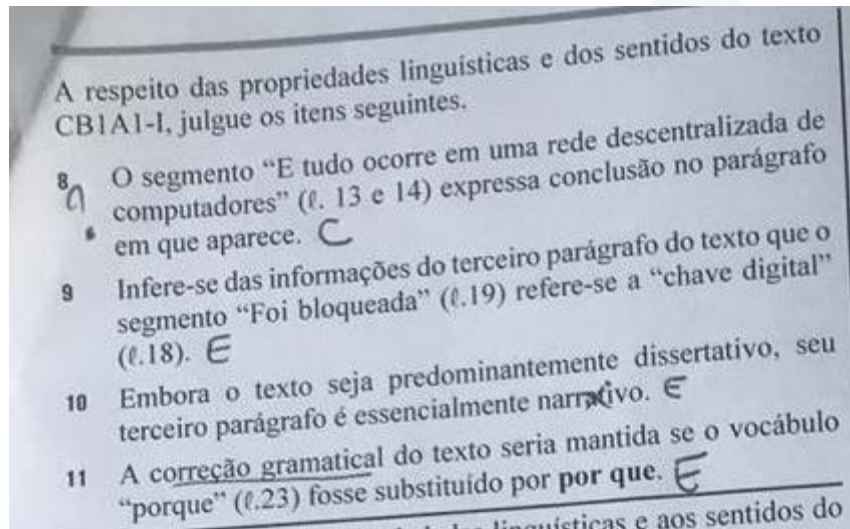 A respeito das propriedades linguísticas e dos sentidos do texto
CB1A1-I, julgue os itens seguintes.
8 O segmento “E tudo ocorre em uma rede descentralizada de
computadores” (ℓ. 13 e 14) expressa conclusão no parágrafo
em que aparece. C
9 Infere-se das informações do terceiro parágrafo do texto que o
segmento “Foi bloqueada” (ℓ.19) refere-se a “chave digital”
(ℓ.18). E
10 Embora o texto seja predominantemente dissertativo, seu
terceiro parágrafo é essencialmente narrativo. E
11 A correção gramatical do texto seria mantida se o vocábulo
“porque” (ℓ.23) fosse substituído por por que. E
linguísticas e aos sentidos do